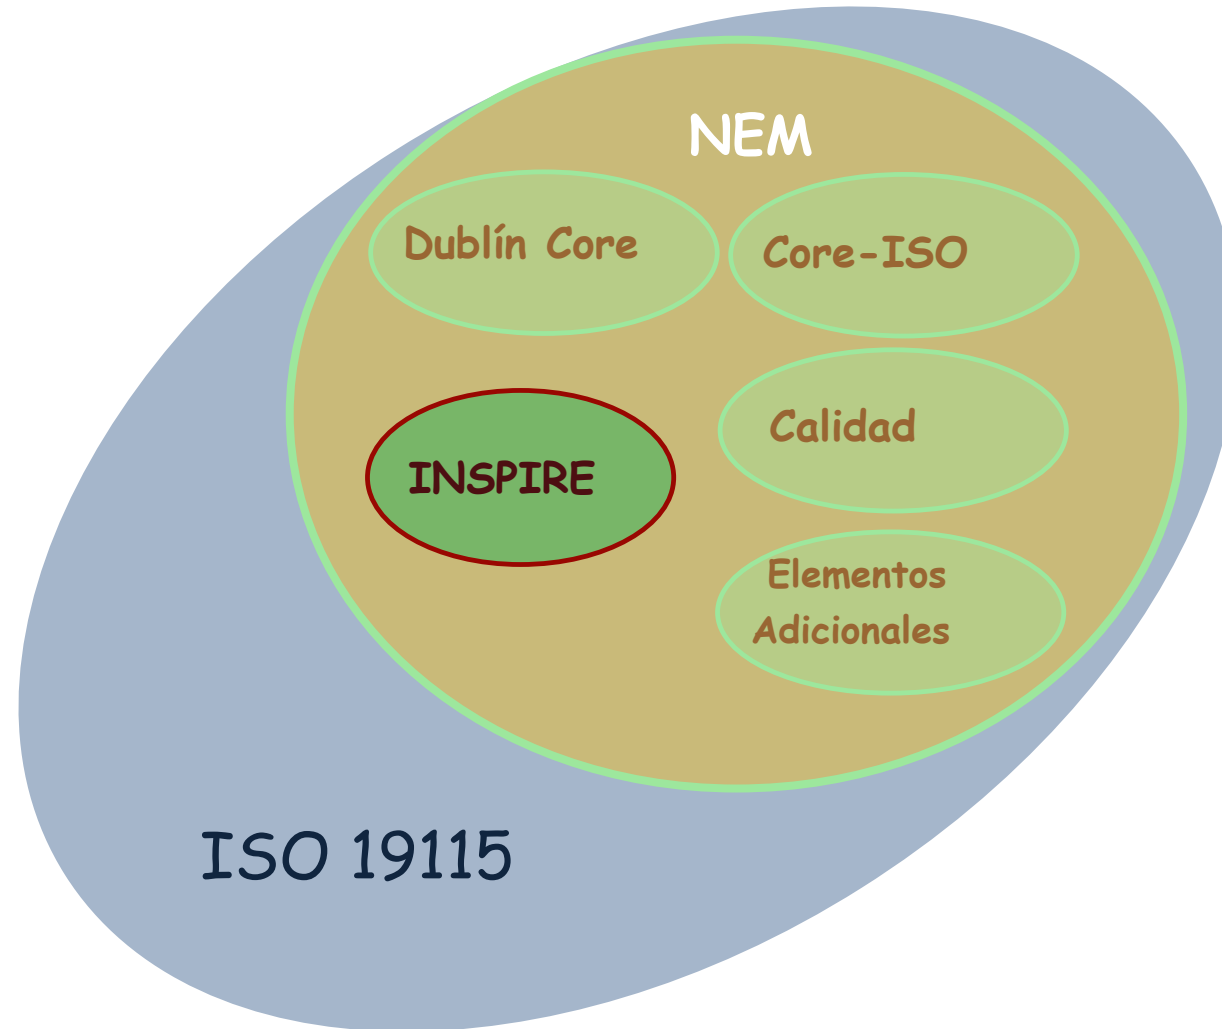 NEM
Dublín Core
Core-ISO
Calidad
INSPIRE
Elementos
Adicionales
ISO 19115